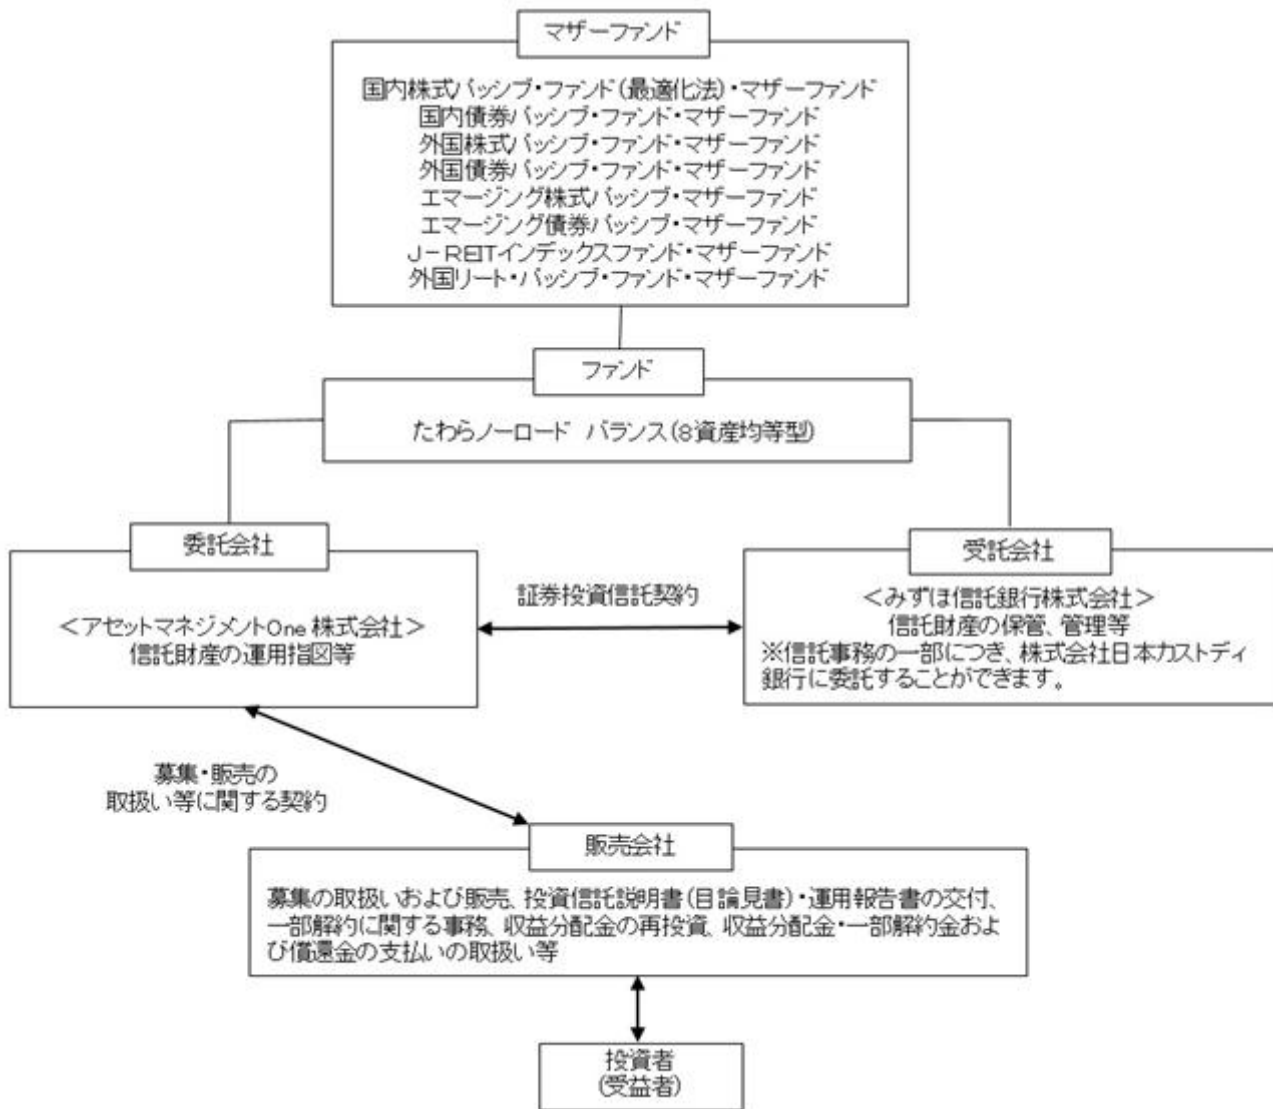 マザーファンド
国内株式パッシブ・ファンド(最適化法)・マザーファンド
国内債券パッシブ・ファンド・マザーファンド
外国株式パッシブ・ファンド・マザーファンド
外国債券パッシブ・ファンド・マザーファンド
エマージング株式パッシブ・マザーファンド
エマージング債券パッシブ・マザーファンド
J－REITインデックスファンド・マザーファンド
外国リート・パッシブ・ファンド・マザーファンド
ファンド
たわらノーロード バランス(8資産均等型)
委託会社
＜アセットマネジメントOne 株式会社＞
信託財産の運用指図等
証券投資信託契約
受託会社
＜みずほ信託銀行株式会社＞
信託財産の保管、管理等
※信託事務の一部につき、株式会社日本カストディ
銀行に委託することができます。
募集・販売の
取扱い等に関する契約
販売会社
募集の取扱いおよび販売、投資信託説明書(目論見書)・運用報告書の交付、
一部解約に関する事務、収益分配金の再投資、収益分配金・一部解約金およ
び償還金の支払いの取扱い等
投資者
(受益者)